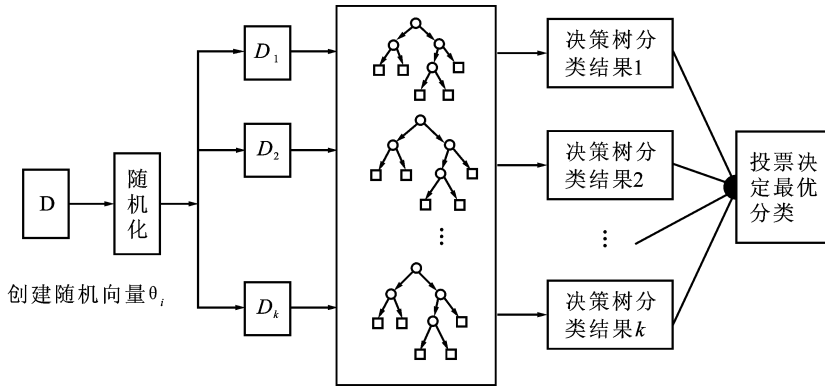 D
随
机
化
创建随机向量θi
D1
D2
Dk
⋮
决策树分
类结果1
决策树分
类结果2
⋮
决策树分
类结果k
投票决
定最优
分类